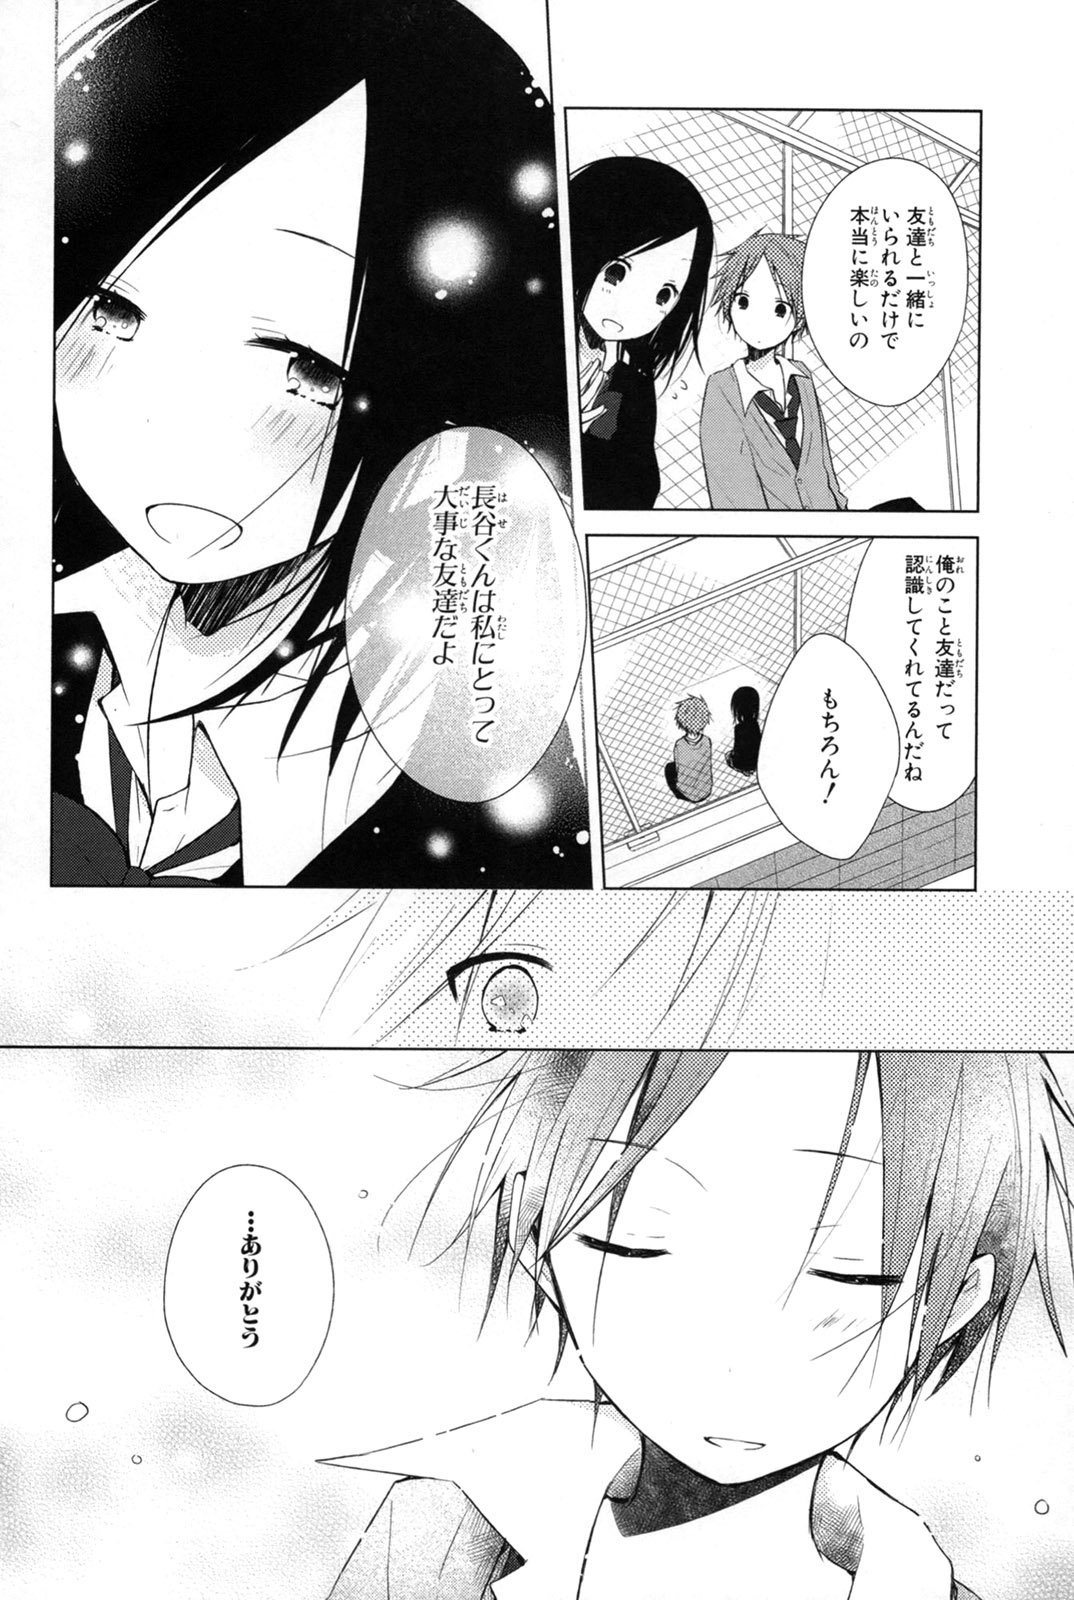 友達と一緒に
いられるだけで
本当に楽しいの
俺のこと友達だって
認識してくれてるんだね
もちろん!
長谷くんは私にとって
大事な友達だよ
…ありがとう